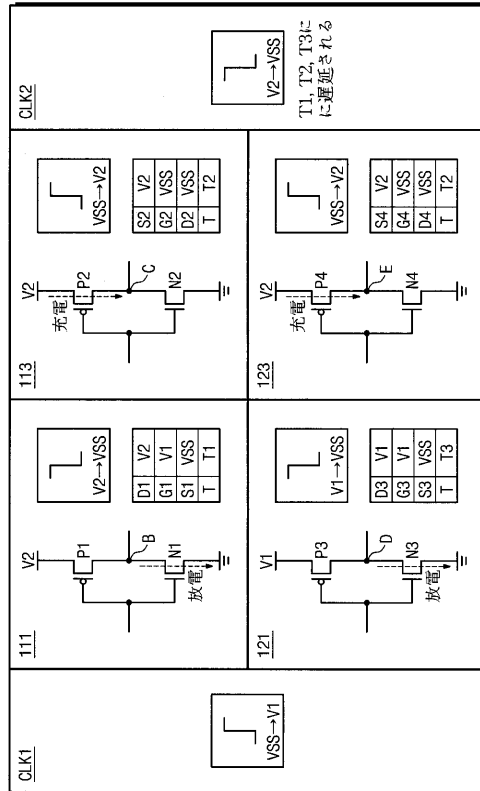 CLK1
VSS→V1
111
V2
P1
B
N1
放電
V2→VSS
D1 V2
G1 V1
S1 VSS
T T1
113
V2
充電
P2
C
N2
VSS→V2
S2 V2
G2 VSS
D2 VSS
T T2
121
V1
P3
D
N3
放電
V1→VSS
D3 V1
G3 V1
S3 VSS
T T3
123
V2
充電
P4
E
N4
VSS→V2
S4 V2
G4 VSS
D4 VSS
T T2
CLK2
V2→VSS
T1, T2, T3に
に遅延される